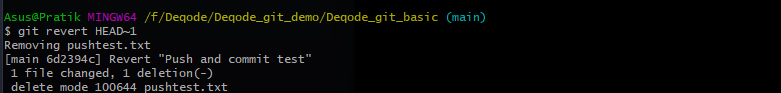 Asus@Pratik MINGW64 /f/Deqode/Deqode_git_demo/Deqode_git_basic (main)
$ git revert HEAD~1
Removing pushtest.txt
[main 6d2394c] Revert "Push and commit test"
 1 file changed, 1 deletion(-)
 delete mode 100644 pushtest.txt